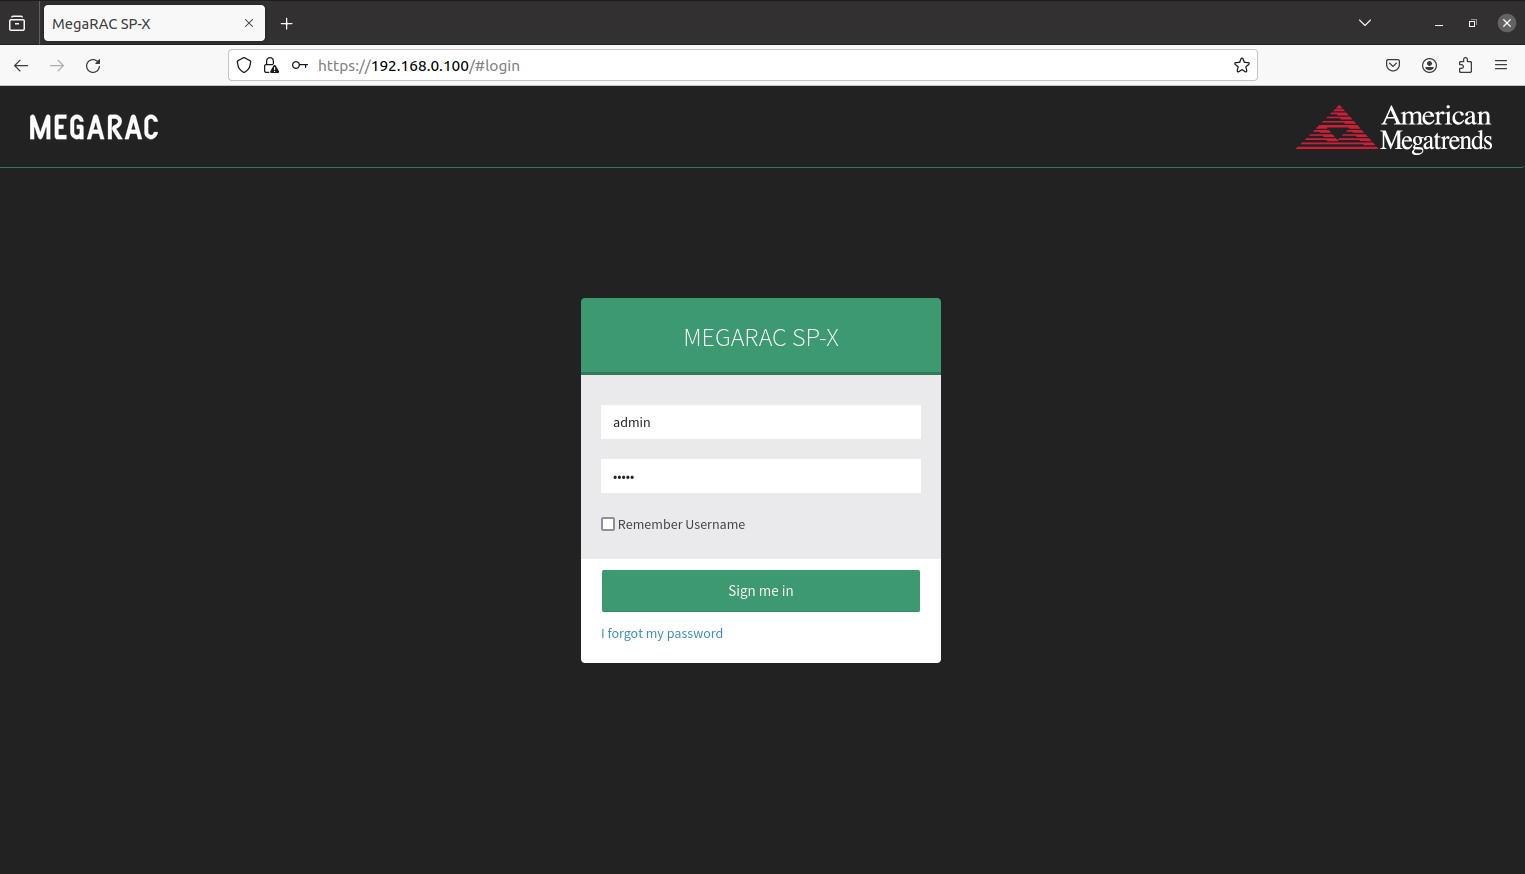 MegaRAC SP-X
https://192.168.0.100/#login
MEGARAC
American
Megatrends
MEGARAC SP-X
admin
•••••
Remember Username
Sign me in
I forgot my password